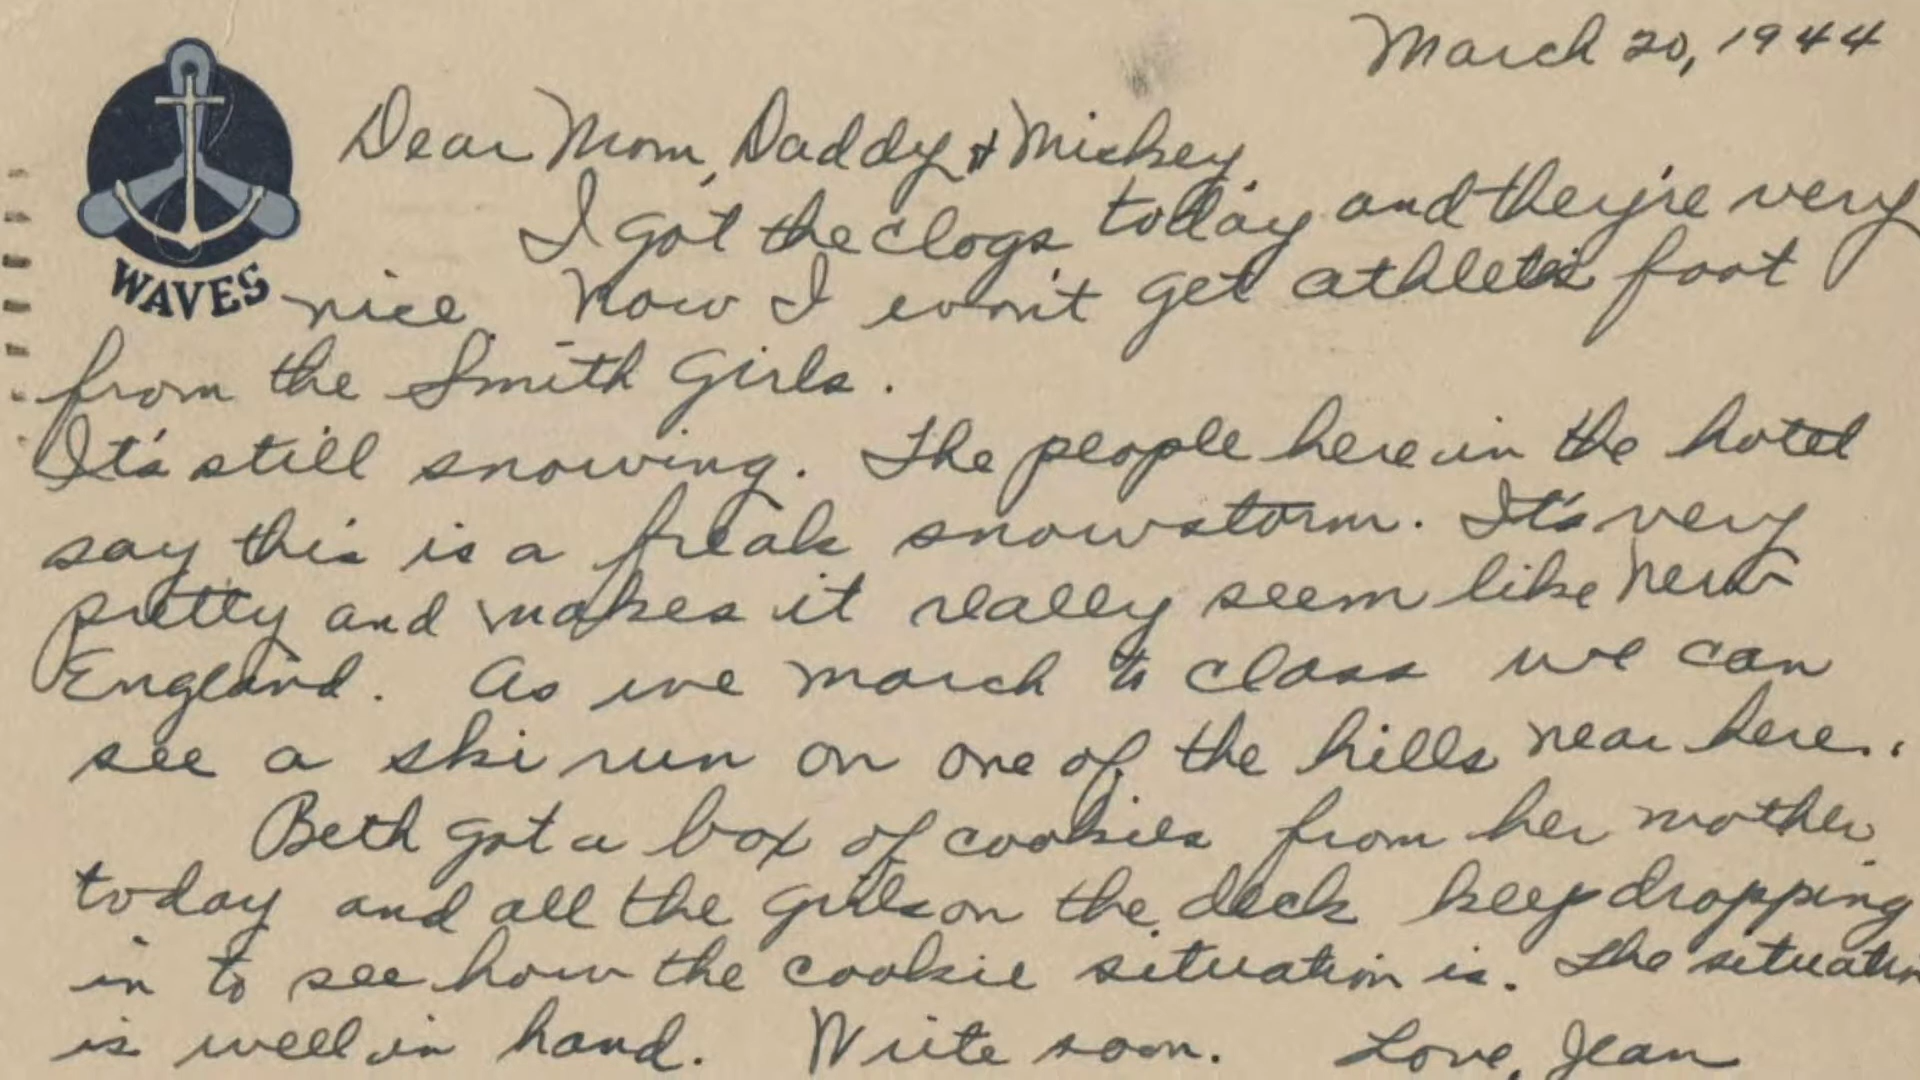 March 20, 1944
Dear Mom, Daddy & Mickey,
I got the clogs today and they're very
WAVES
nice. Now I won't get athlete's foot
from the Smith Girls.
It's still snowing. The people here in the hotel
say this is a freak snowstorm. It's very
pretty and makes it really seem like New
England. As we march to class we can
see a ski run on one of the hills near here.
Beth got a box of cookies from her mother
today and all the girls on the deck keep dropping
in to see how the cookie situation is. The situation
is well in hand. Write soon. Love, Jean